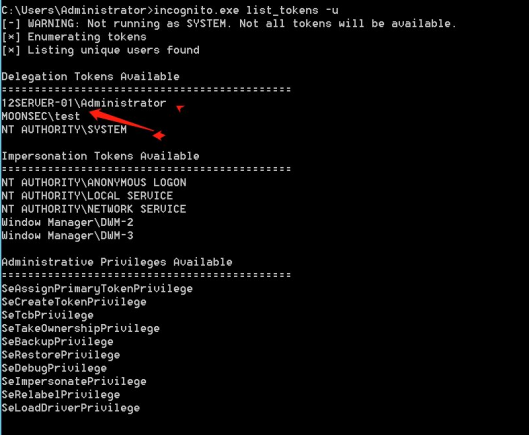 C:\Users\Administrator>incognito.exe list_tokens -u
[-] WARNING: Not running as SYSTEM. Not all tokens will be available.
[*] Enumerating tokens
[*] Listing unique users found
Delegation Tokens Available
============================================
12SERVER-01\Administrator
MOONSEC\test
NT AUTHORITY\SYSTEM
Impersonation Tokens Available
============================================
NT AUTHORITY\ANONYMOUS LOGON
NT AUTHORITY\LOCAL SERVICE
NT AUTHORITY\NETWORK SERVICE
Window Manager\DWM-2
Window Manager\DWM-3
Administrative Privileges Available
============================================
SeAssignPrimaryTokenPrivilege
SeCreateTokenPrivilege
SeTcbPrivilege
SeTakeOwnershipPrivilege
SeBackupPrivilege
SeRestorePrivilege
SeDebugPrivilege
SeImpersonatePrivilege
SeRelabelPrivilege
SeLoadDriverPrivilege